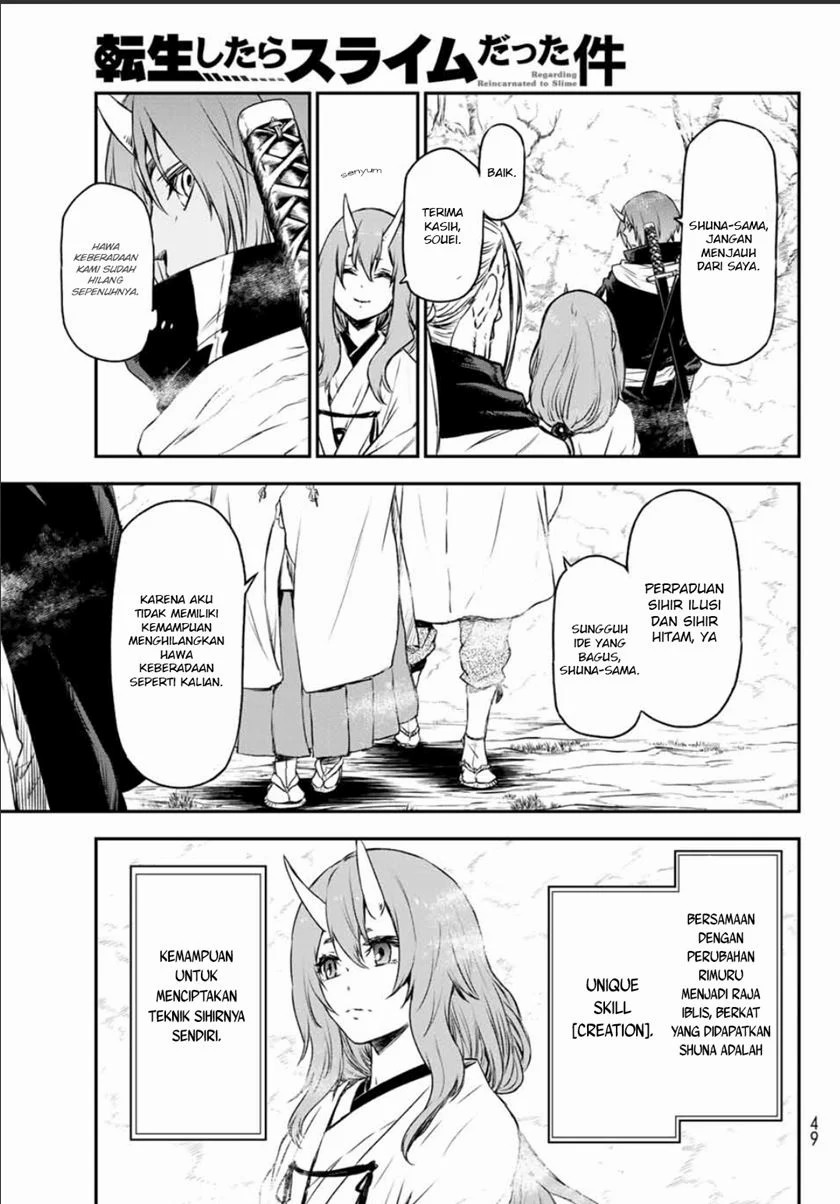 転生したらスライムだった件
Regarding
Reincarnated to Slime
SHUNA-SAMA,
JANGAN
MENJAUH
DARI SAYA.
BAIK.
TERIMA
KASIH,
SOUEI.
senyum
HAWA
KEBERADAAN
KAMI SUDAH
HILANG
SEPENUHNYA.
PERPADUAN
SIHIR ILUSI
DAN SIHIR
HITAM, YA
SUNGGUH
IDE YANG
BAGUS,
SHUNA-SAMA.
KARENA AKU
TIDAK MEMILIKI
KEMAMPUAN
MENGHILANGKAN
HAWA
KEBERADAAN
SEPERTI KALIAN.
BERSAMAAN
DENGAN
PERUBAHAN
RIMURU
MENJADI RAJA
IBLIS, BERKAT
YANG DIDAPATKAN
SHUNA ADALAH
UNIQUE
SKILL
[CREATION].
KEMAMPUAN
UNTUK
MENCIPTAKAN
TEKNIK SIHIRNYA
SENDIRI.
49